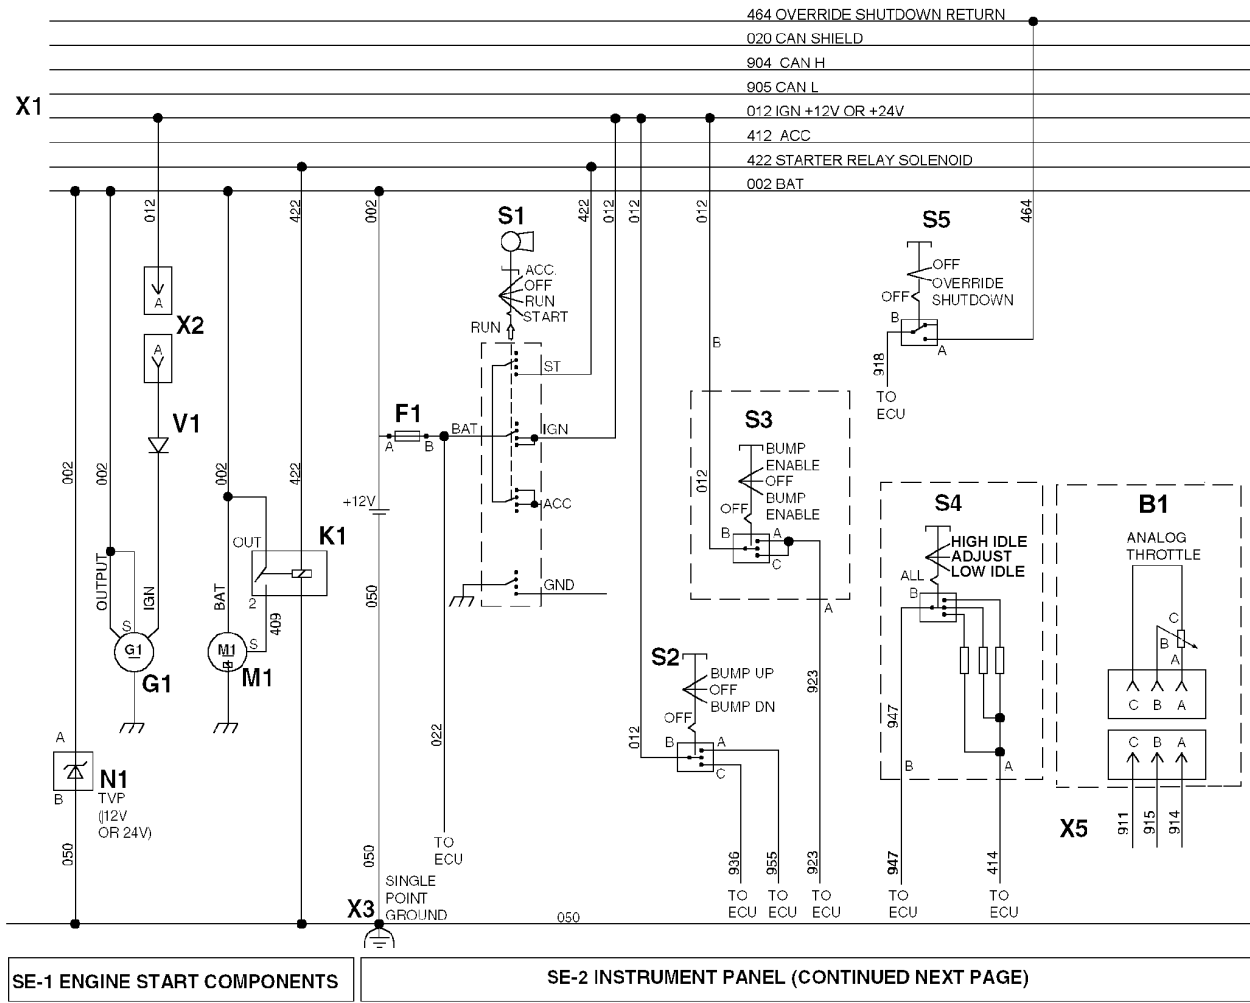 464 OVERRIDE SHUTDOWN RETURN
020 CAN SHIELD
904 CAN H
905 CAN L
X1
012 IGN +12V OR +24V
412 ACC
422 STARTER RELAY SOLENOID
002 BAT
012
422
002
S1
422
012
012
012
S5
464
ACC.
OFF
RUN
START
OFF
OVERRIDE
SHUTDOWN
OFF
A
X2
A
RUN
B
A
918
TO
ECU
B
ST
V1
F1
A
B
BAT
IGN
S3
BUMP
ENABLE
OFF
BUMP
ENABLE
002
002
002
422
012
+12V
ACC
OFF
B
A
C
S4
HIGH IDLE
ADJUST
LOW IDLE
B1
ANALOG
THROTTLE
OUT
K1
ALL
B
OUTPUT
IGN
BAT
2
409
050
GND
A
C
B
A
S
G1
G1
M1
S
M1
S2
BUMP UP
OFF
BUMP DN
OFF
923
947
C
B
A
022
012
B
A
C
A
N1
B
TVP
(12V
OR 24V)
B
A
C
B
A
X5
911
915
914
050
050
TO
ECU
936
955
923
947
414
X3
SINGLE
POINT
GROUND
050
TO
ECU
TO
ECU
TO
ECU
TO
ECU
TO
ECU
SE-1 ENGINE START COMPONENTS
SE-2 INSTRUMENT PANEL (CONTINUED NEXT PAGE)